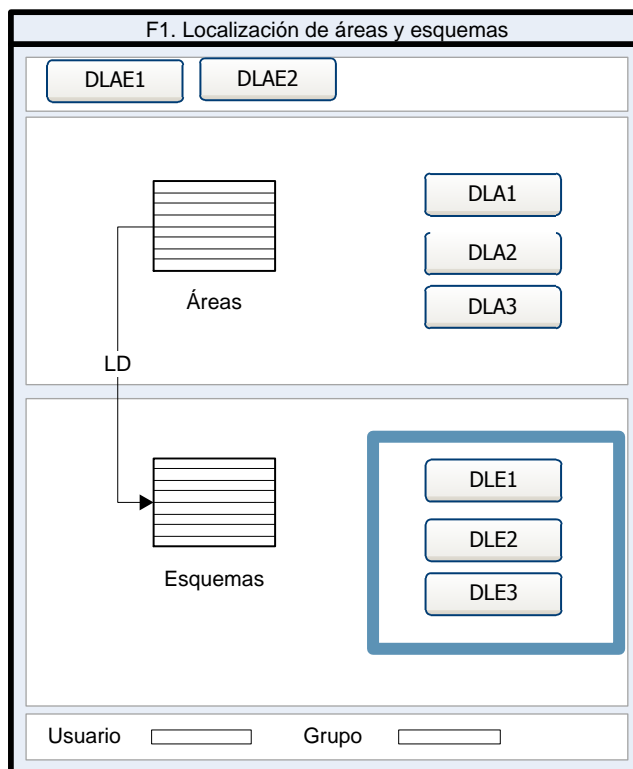 F1. Localización de áreas y esquemas
DLAE1 DLAE2
DLA1
DLA2
Áreas
DLA3
LD
DLE1
DLE2
Esquemas
DLE3
Usuario Grupo